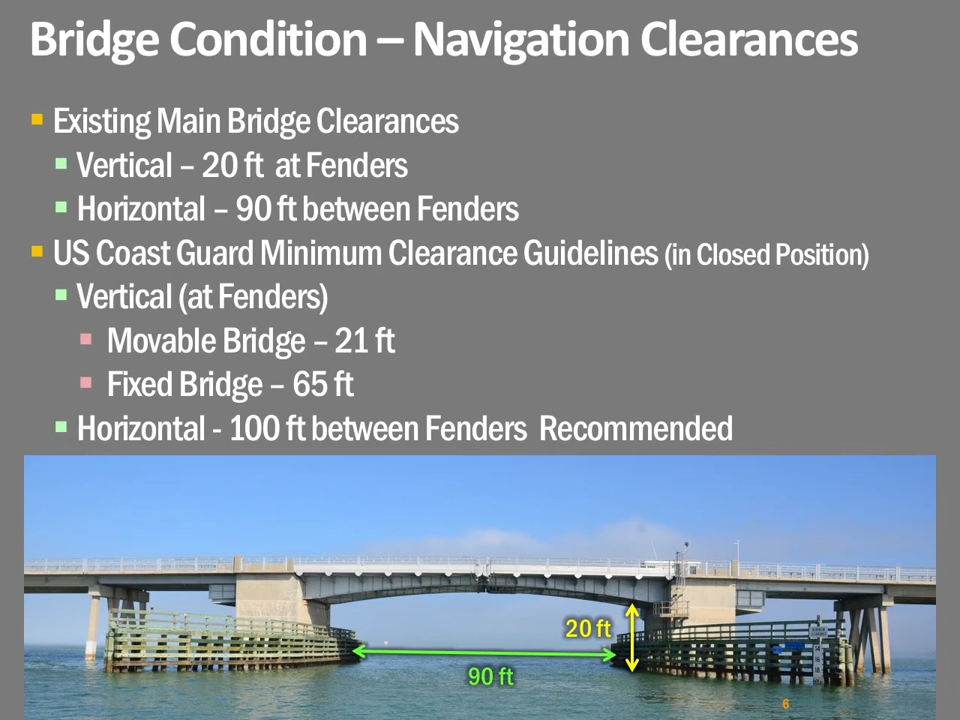 Bridge Condition – Navigation Clearances
Existing Main Bridge Clearances
Vertical – 20 ft at Fenders
Horizontal – 90 ft between Fenders
US Coast Guard Minimum Clearance Guidelines (in Closed Position)
Vertical (at Fenders)
Movable Bridge – 21 ft
Fixed Bridge – 65 ft
Horizontal - 100 ft between Fenders Recommended
20 ft
90 ft
6